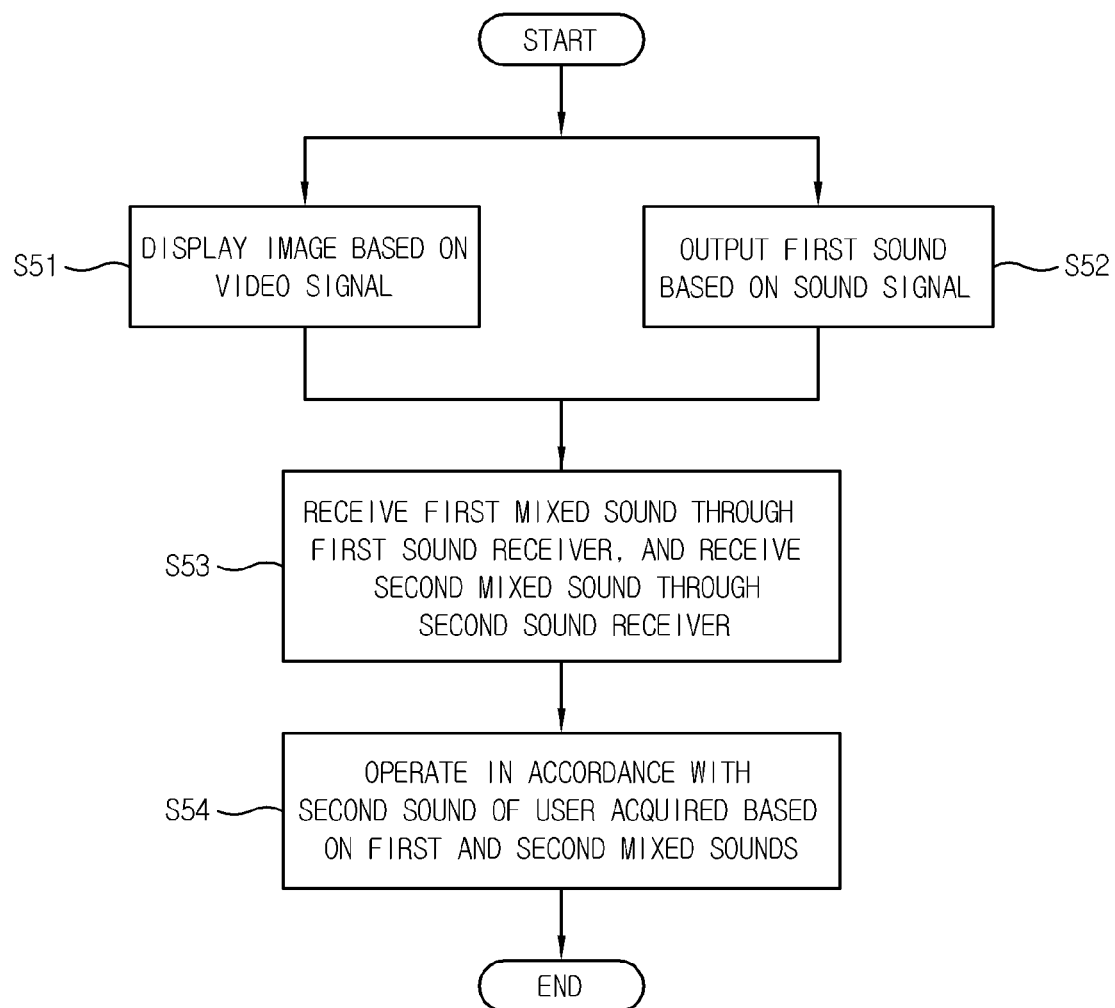 START
S51
DISPLAY IMAGE BASED ON
VIDEO SIGNAL
OUTPUT FIRST SOUND
BASED ON SOUND SIGNAL
S52
S53
RECEIVE FIRST MIXED SOUND THROUGH
FIRST SOUND RECEIVER, AND RECEIVE
SECOND MIXED SOUND THROUGH
SECOND SOUND RECEIVER
S54
OPERATE IN ACCORDANCE WITH
SECOND SOUND OF USER ACQUIRED BASED
ON FIRST AND SECOND MIXED SOUNDS
END